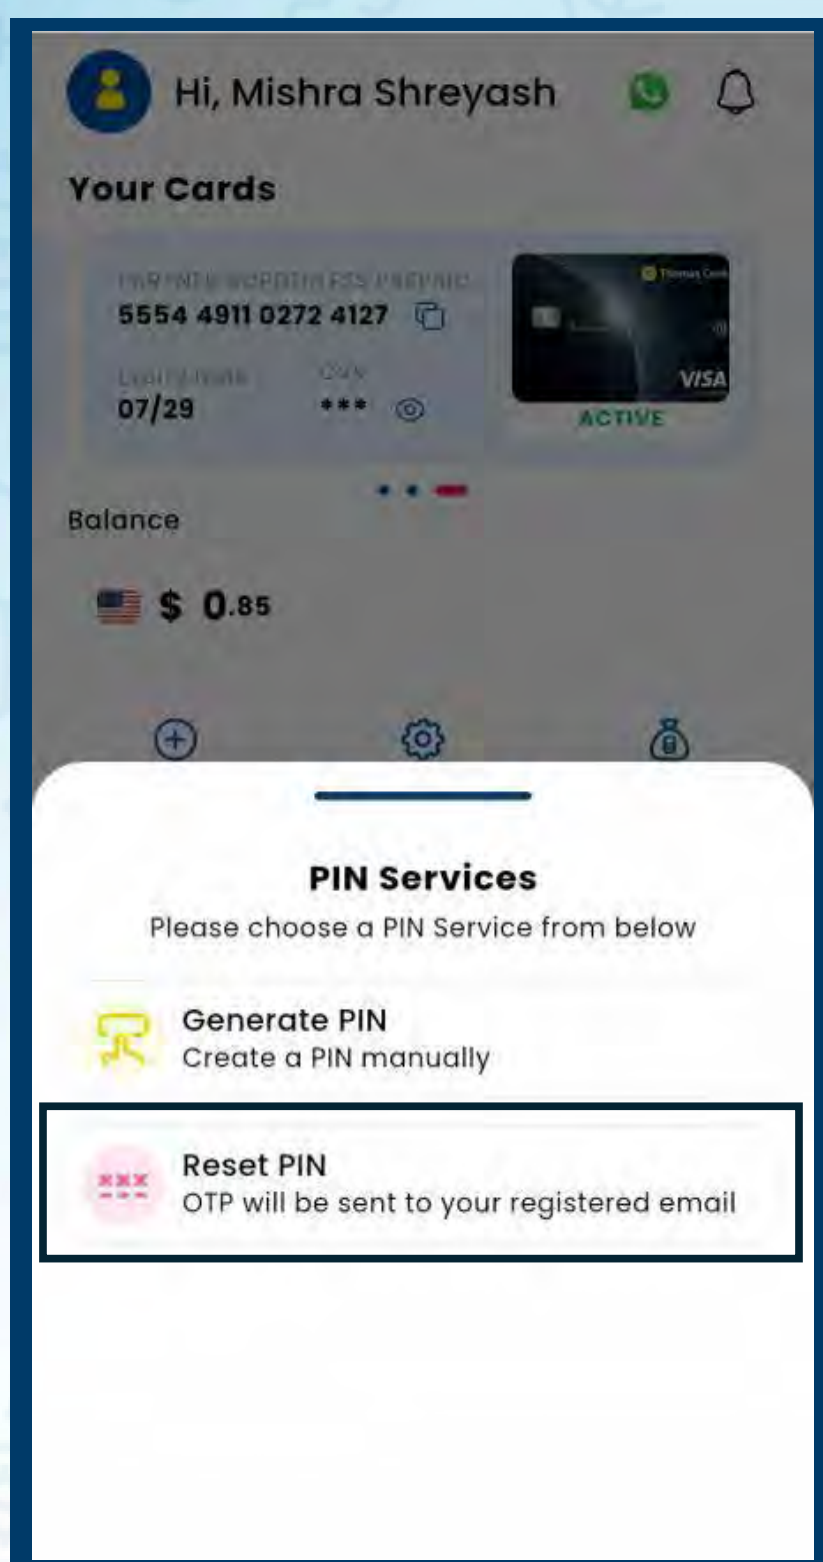 Hi, Mishra Shreyash
Your Cards
5554 4911 0272 4127
07/29 ***
Thomas Cook
VISA
ACTIVE
Balance
$ 0.85
PIN Services
Please choose a PIN Service from below
Generate PIN
Create a PIN manually
Reset PIN
OTP will be sent to your registered email